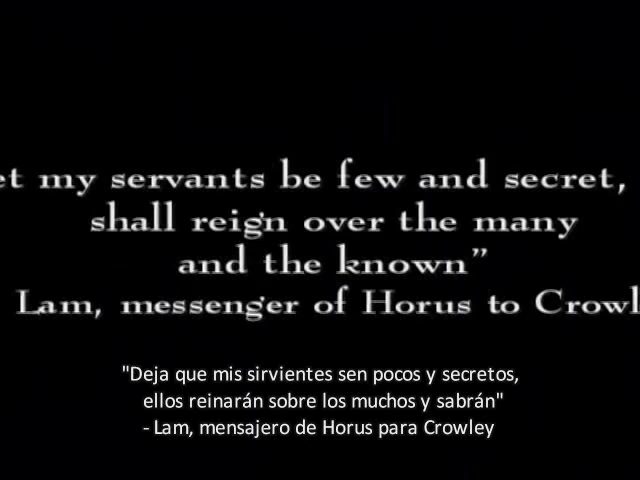 et my servants be few and secret,
shall reign over the many
and the known”
Lam, messenger of Horus to Crowl
"Deja que mis sirvientes sen pocos y secretos,
ellos reinarán sobre los muchos y sabrán"
- Lam, mensajero de Horus para Crowley